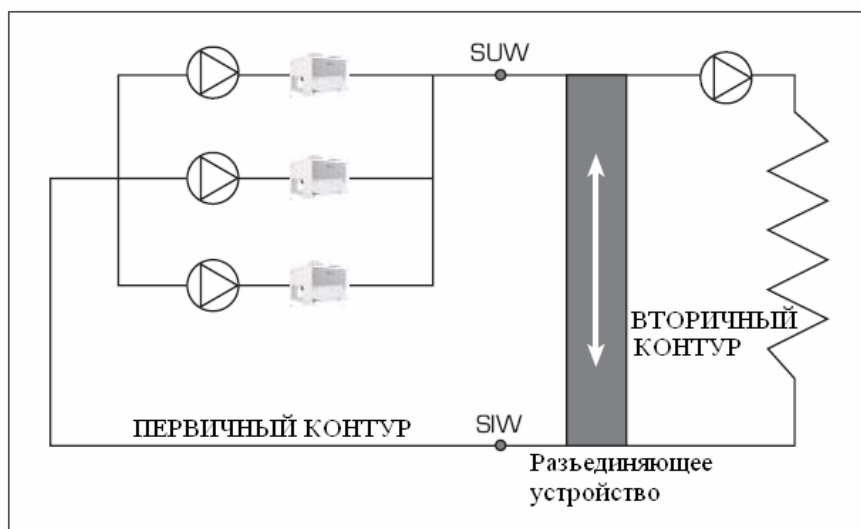 SUW
ВТОРИЧНЫЙ
КОНТУР
ПЕРВИЧНЫЙ КОНТУР
SIW
Разъединяющее
устройство